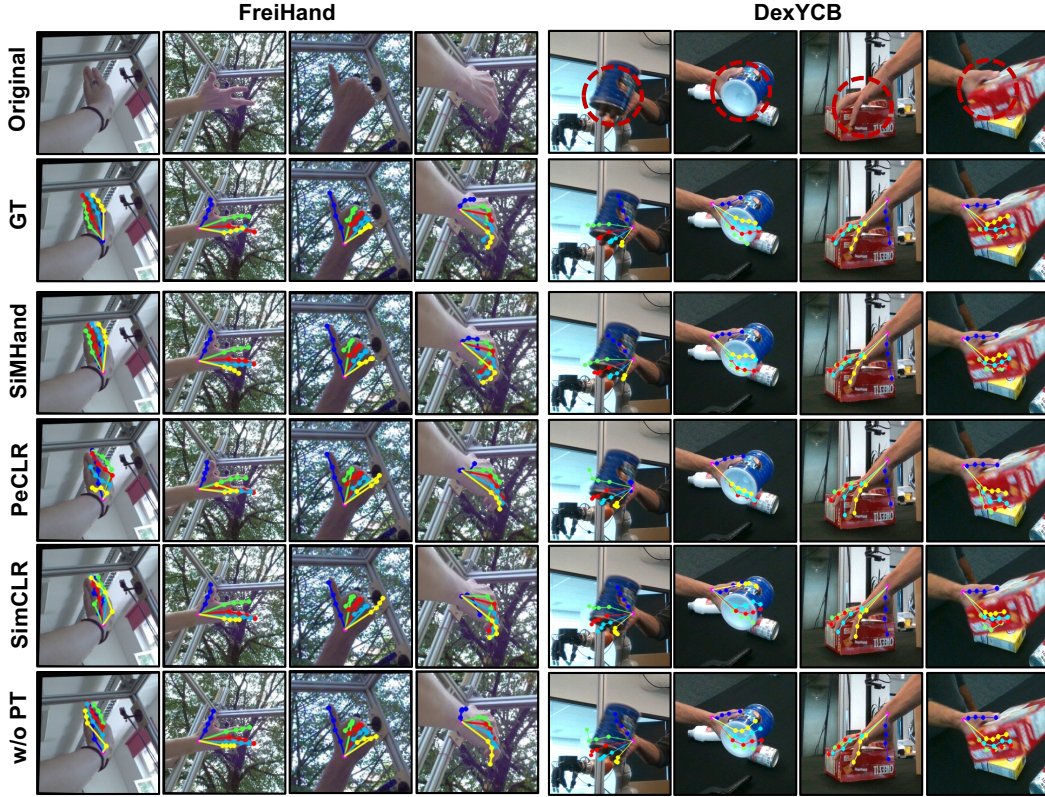 FreiHand DexYCB
Original
GT
SiMHand
PeCLR
SimCLR
w/o PT